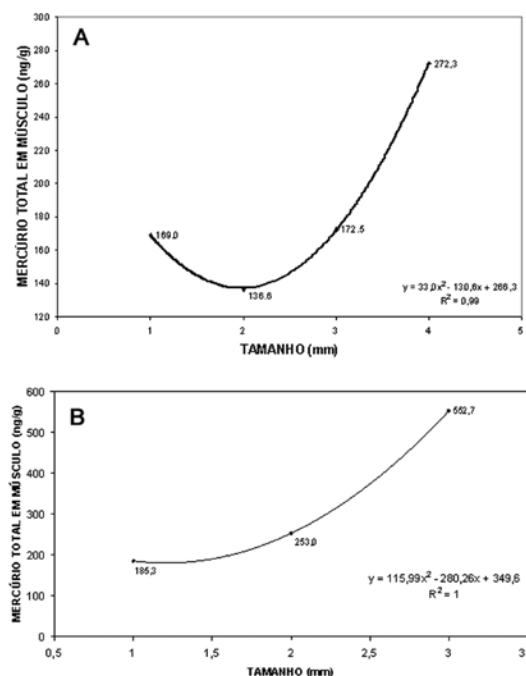 A
MERCÚRIO TOTAL EM MÚSCULO (ng/g)
300
280
260
240
220
200
180
160
140
120
169,0
136,6
172,5
272,3
y = 33,0x² - 130,6x + 266,3
R² = 0,99
0 1 2 3 4 5
TAMANHO (mm)
B
MERCÚRIO TOTAL EM MÚSCULO (ng/g)
600
500
400
300
200
100
0
185,3
253,0
552,7
y = 115,99x² - 280,26x + 349,6
R² = 1
0,5 1 1,5 2 2,5 3
TAMANHO (mm)